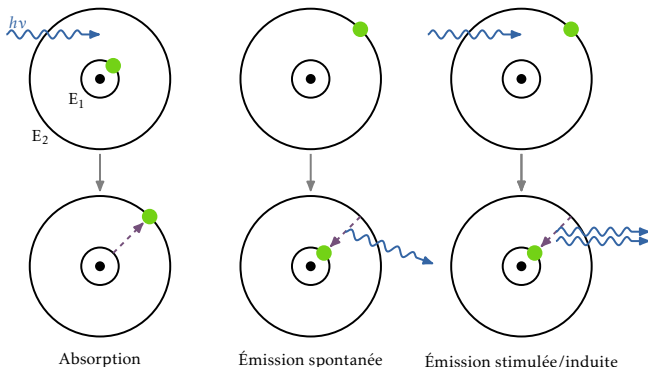 hν
E1
E2
Absorption
Émission spontanée
Émission stimulée/induite